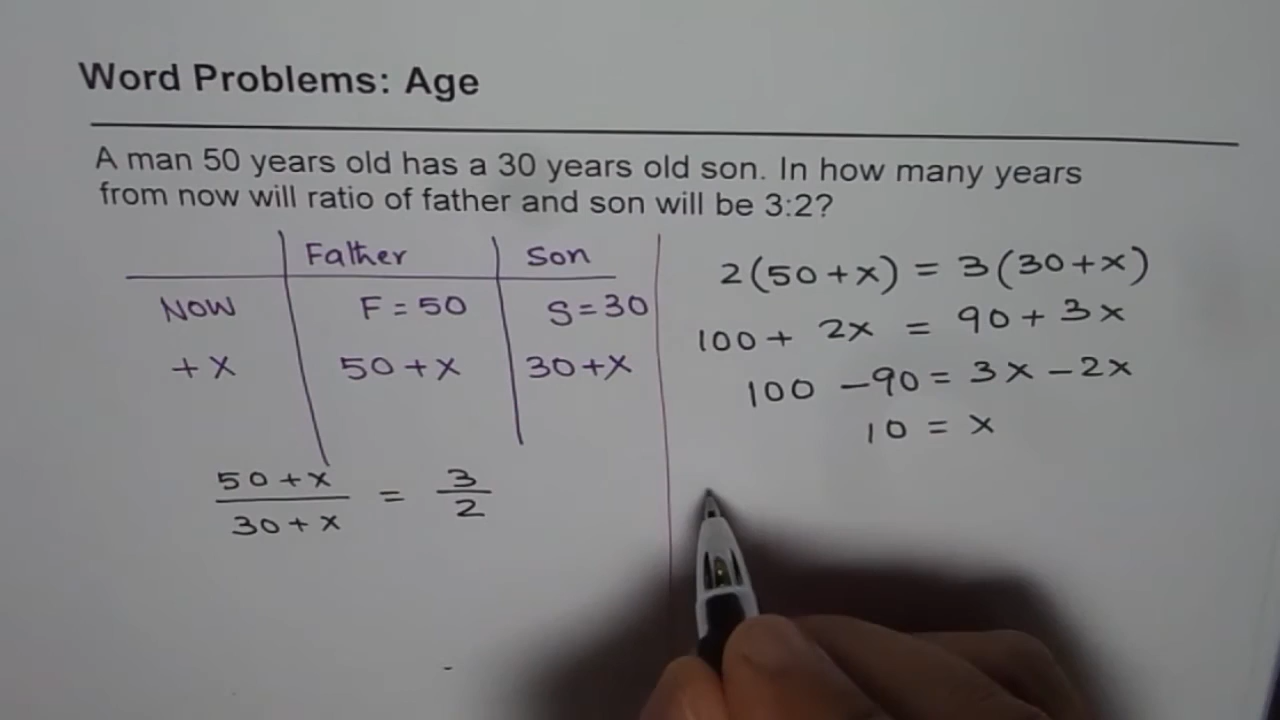 Word Problems: Age
A man 50 years old has a 30 years old son. In how many years
from now will ratio of father and son will be 3:2?
Father Son
Now F = 50 S = 30
+ x 50 + x 30 + x
50 + x / 30 + x = 3 / 2
2(50 + x) = 3(30 + x)
100 + 2x = 90 + 3x
100 - 90 = 3x - 2x
10 = x